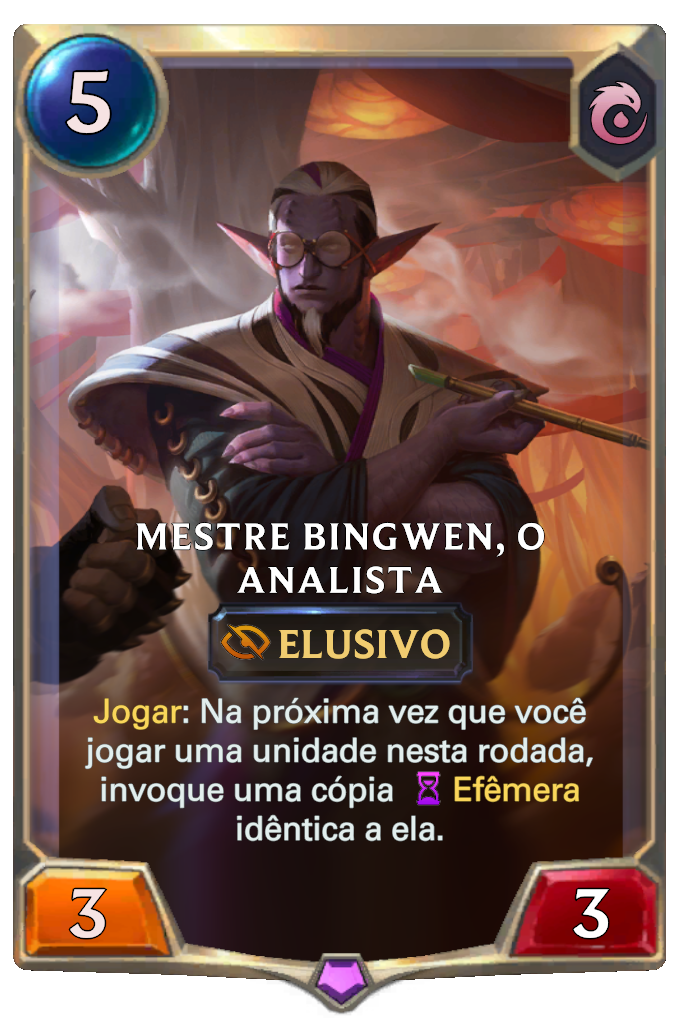 5
MESTRE BINGWEN, O
ANALISTA
ELUSIVO
Jogar: Na próxima vez que você
jogar uma unidade nesta rodada,
invoque uma cópia Efêmera
idêntica a ela.
3
3